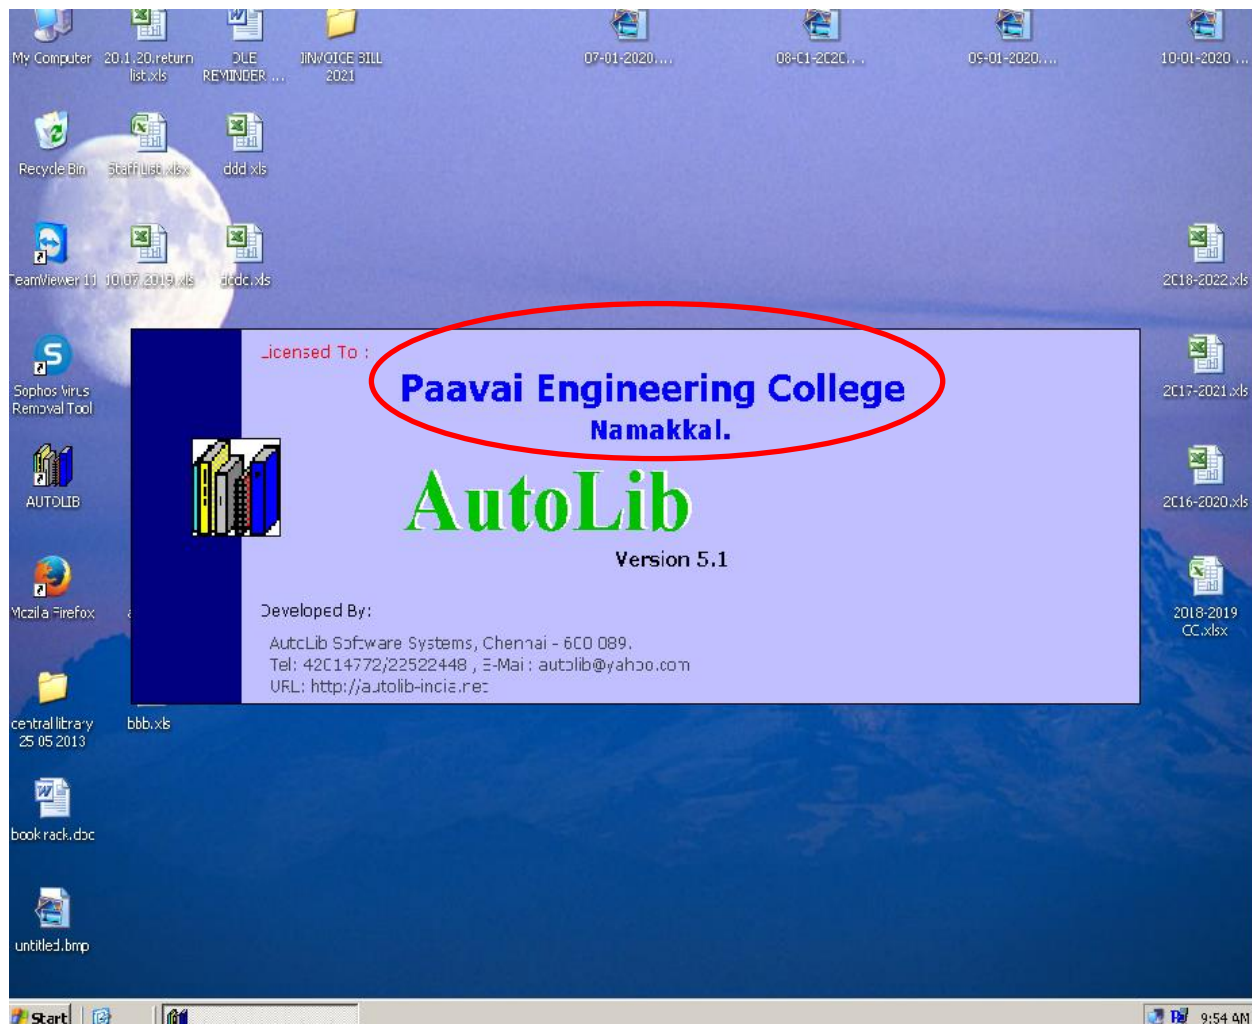 My Computer
20.1.20.return
list.xls
REMINDER ...
INVOICE BILL
2021
07-01-2020....
08-01-2020....
09-01-2020....
10-01-2020 ...
Recycle Bin
Staff List.xlsx
ddd.xls
TeamViewer 11
10.07.2019.xls
dcdc.xls
2018-2022.xls
Sophos Virus
Removal Tool
2017-2021.xls
AUTOLIB
2016-2020.xls
Mozilla Firefox
2018-2019
CC.xlsx
central library
25 05 2013
bbb.xls
book rack.doc
untitled.bmp
Licensed To :
Paavai Engineering College
Namakkal.
AutoLib
Version 5.1
Developed By:
AutoLib Software Systems, Chennai - 600 089.
Tel: 42014772/22522448 , E-Mail : autolib@yahoo.com
URL: http://autolib-india.net
Start
9:54 AM